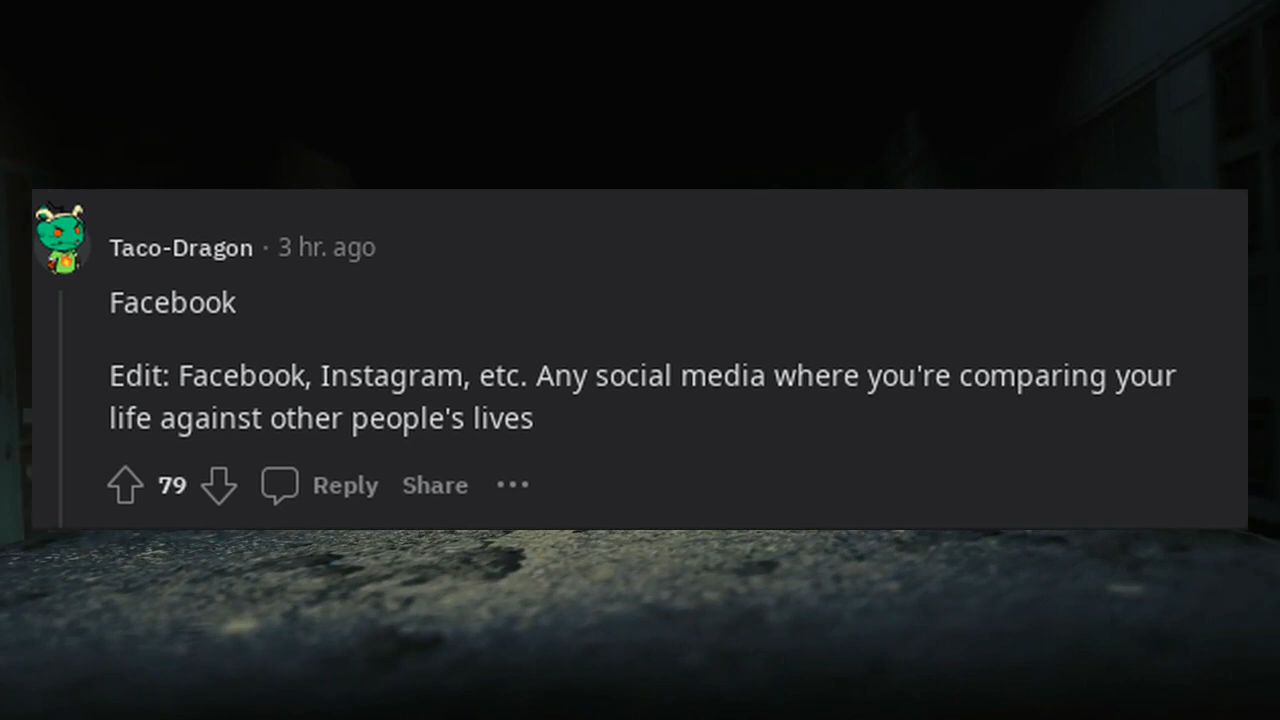 Taco-Dragon · 3 hr. ago
Facebook
Edit: Facebook, Instagram, etc. Any social media where you're comparing your
life against other people's lives
79 Reply Share ···